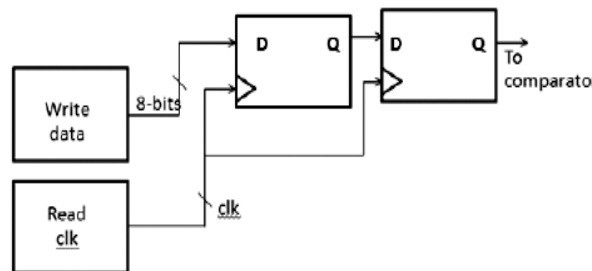 D Q
D Q
To
comparato
8-bits
Write
data
clk
Read
clk